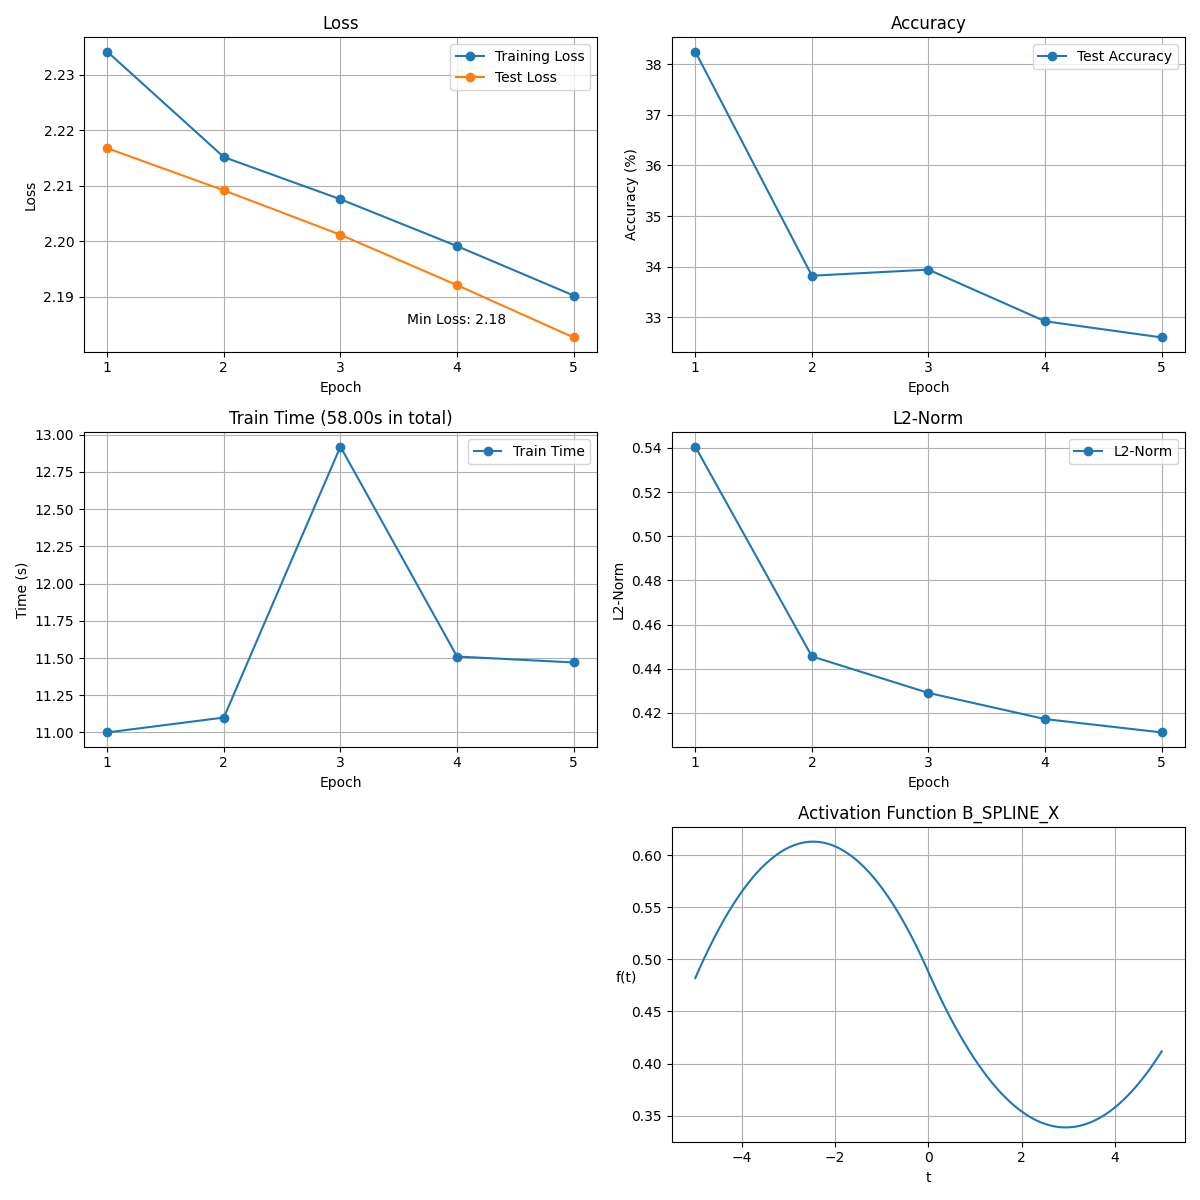 Loss
Training Loss
Test Loss
2.23
2.22
2.21
2.20
2.19
Loss
Min Loss: 2.18
1 2 3 4 5
Epoch
Accuracy
Test Accuracy
38
37
36
35
34
33
Accuracy (%)
1 2 3 4 5
Epoch
Train Time (58.00s in total)
Train Time
13.00
12.75
12.50
12.25
12.00
11.75
11.50
11.25
11.00
Time (s)
1 2 3 4 5
Epoch
L2-Norm
L2-Norm
0.54
0.52
0.50
0.48
0.46
0.44
0.42
L2-Norm
1 2 3 4 5
Epoch
Activation Function B_SPLINE_X
0.60
0.55
0.50
0.45
0.40
0.35
f(t)
−4 −2 0 2 4
t